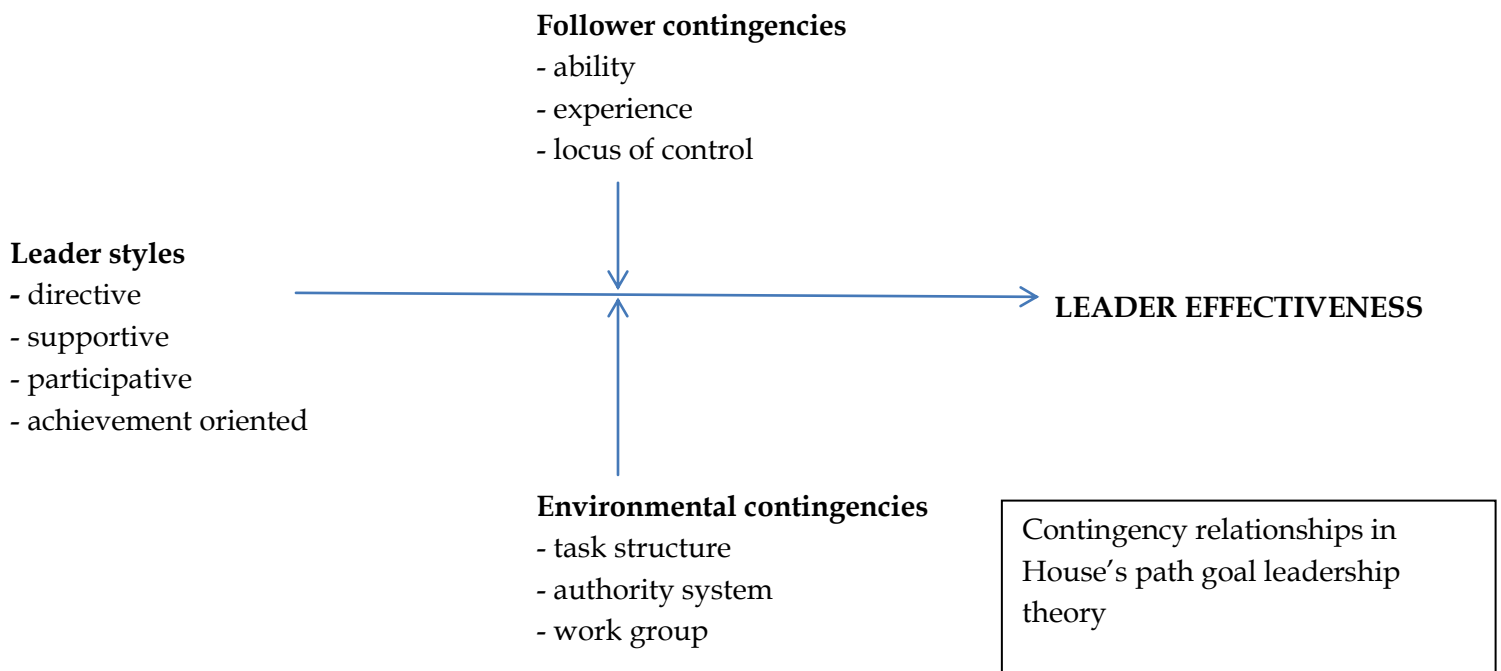 Follower contingencies
- ability
- experience
- locus of control
Leader styles
- directive
- supportive
- participative
- achievement oriented
LEADER EFFECTIVENESS
Environmental contingencies
- task structure
- authority system
- work group
Contingency relationships in
House’s path goal leadership
theory